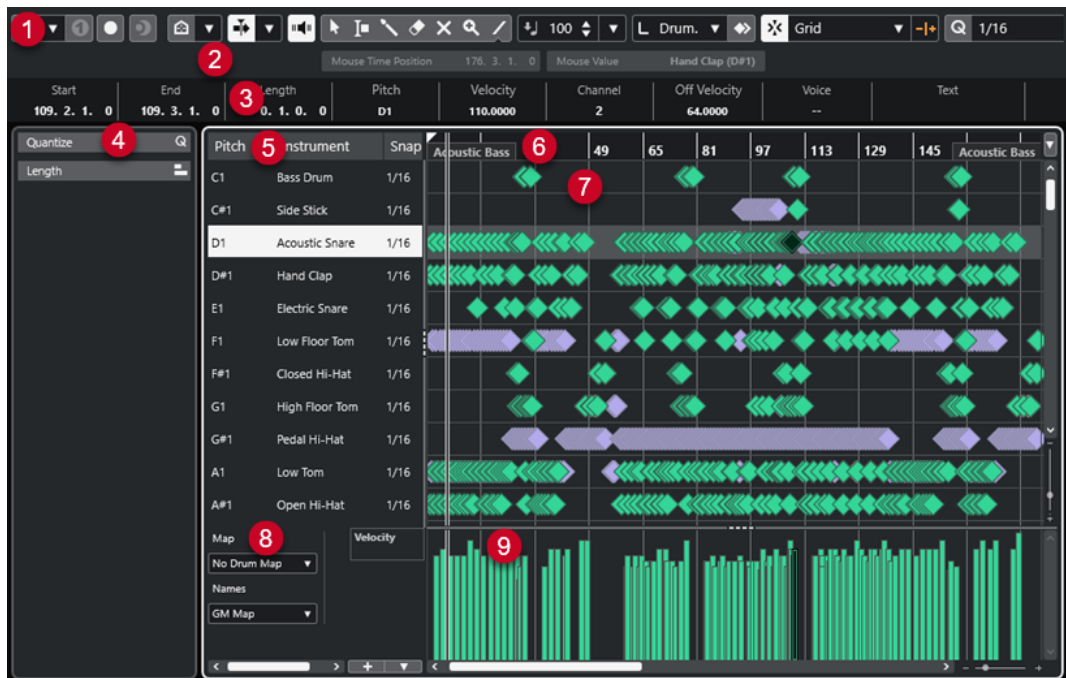 1 1 100 L Drum. Grid Q 1/16
2 Mouse Time Position 176. 3. 1. 0 Mouse Value Hand Clap (D#1)
Start End Length Pitch Velocity Channel Off Velocity Voice Text
3
109. 2. 1. 0 109. 3. 1. 0 0. 1. 0. 0 D1 110.0000 2 64.0000 --
Quantize Q
4
Length
Pitch 5 Instrument Snap
Acoustic Bass 6 49 65 81 97 113 129 145 Acoustic Bass
7
C1 Bass Drum 1/16
C#1 Side Stick 1/16
D1 Acoustic Snare 1/16
D#1 Hand Clap 1/16
E1 Electric Snare 1/16
F1 Low Floor Tom 1/16
F#1 Closed Hi-Hat 1/16
G1 High Floor Tom 1/16
G#1 Pedal Hi-Hat 1/16
A1 Low Tom 1/16
A#1 Open Hi-Hat 1/16
Map 8 Velocity 9
No Drum Map
Names
GM Map